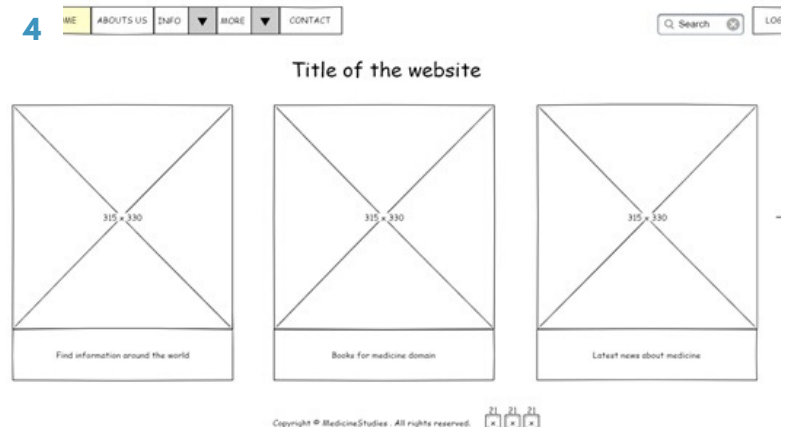 4
ME ABOUTS US INFO ▼ MORE ▼ CONTACT Search LOG
Title of the website
315 x 330 315 x 330 315 x 330
Find information around the world Books for medicine domain Latest news about medicine
21 21 21
Copyright © MedicineStudies . All rights reserved. x x x